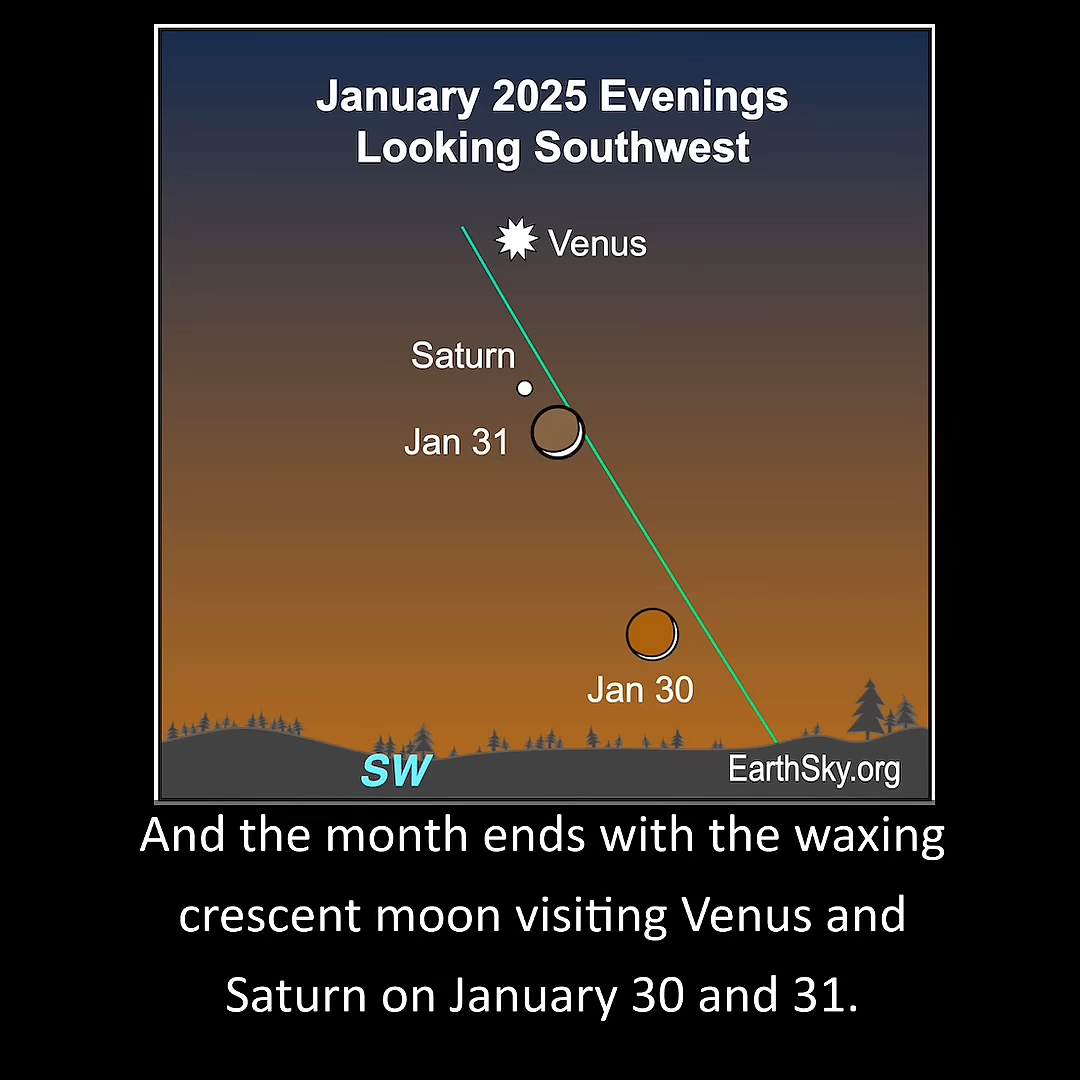 January 2025 Evenings
Looking Southwest
Venus
Saturn
Jan 31
Jan 30
SW
EarthSky.org
And the month ends with the waxing
crescent moon visiting Venus and
Saturn on January 30 and 31.